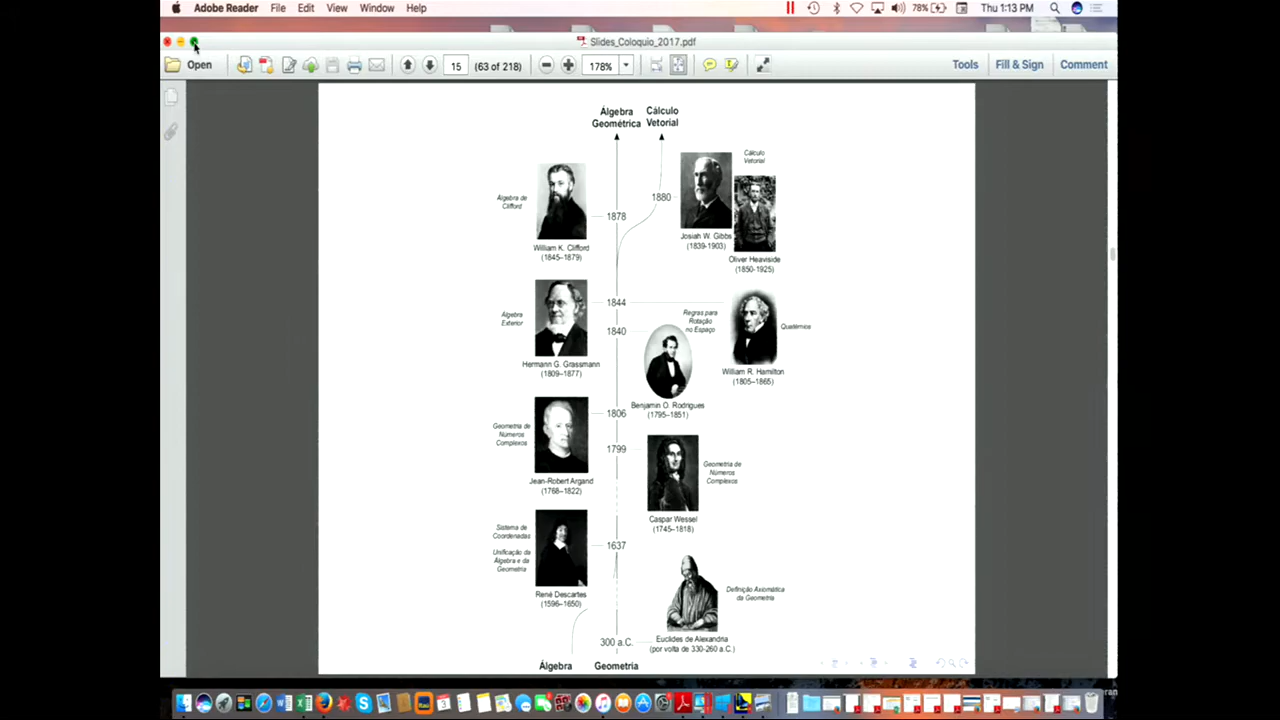 Adobe Reader File Edit View Window Help
78% Thu 1:13 PM
Slides_Coloquio_2017.pdf
Open 15 (63 of 218) 178% Tools Fill & Sign Comment
Álgebra
Geométrica
Cálculo
Vetorial
Cálculo
Vetorial
Álgebra de
Clifford
1880
1878
Josiah W. Gibbs
(1839-1903)
William K. Clifford
(1845–1879)
Oliver Heaviside
(1850-1925)
1844
Álgebra
Exterior
Regras para
Rotação
no Espaço
Quatérnios
1840
Hermann G. Grassmann
(1809–1877)
William R. Hamilton
(1805–1865)
Benjamin O. Rodrigues
(1795–1851)
1806
Geometria de
Números
Complexos
1799
Geometria de
Números
Complexos
Jean-Robert Argand
(1768–1822)
Caspar Wessel
(1745–1818)
Sistema de
Coordenadas
Unificação da
Álgebra e da
Geometria
1637
René Descartes
(1596–1650)
Definição Axiomática
da Geometria
300 a.C.
Euclides de Alexandria
(por volta de 330-260 a.C.)
Álgebra
Geometria